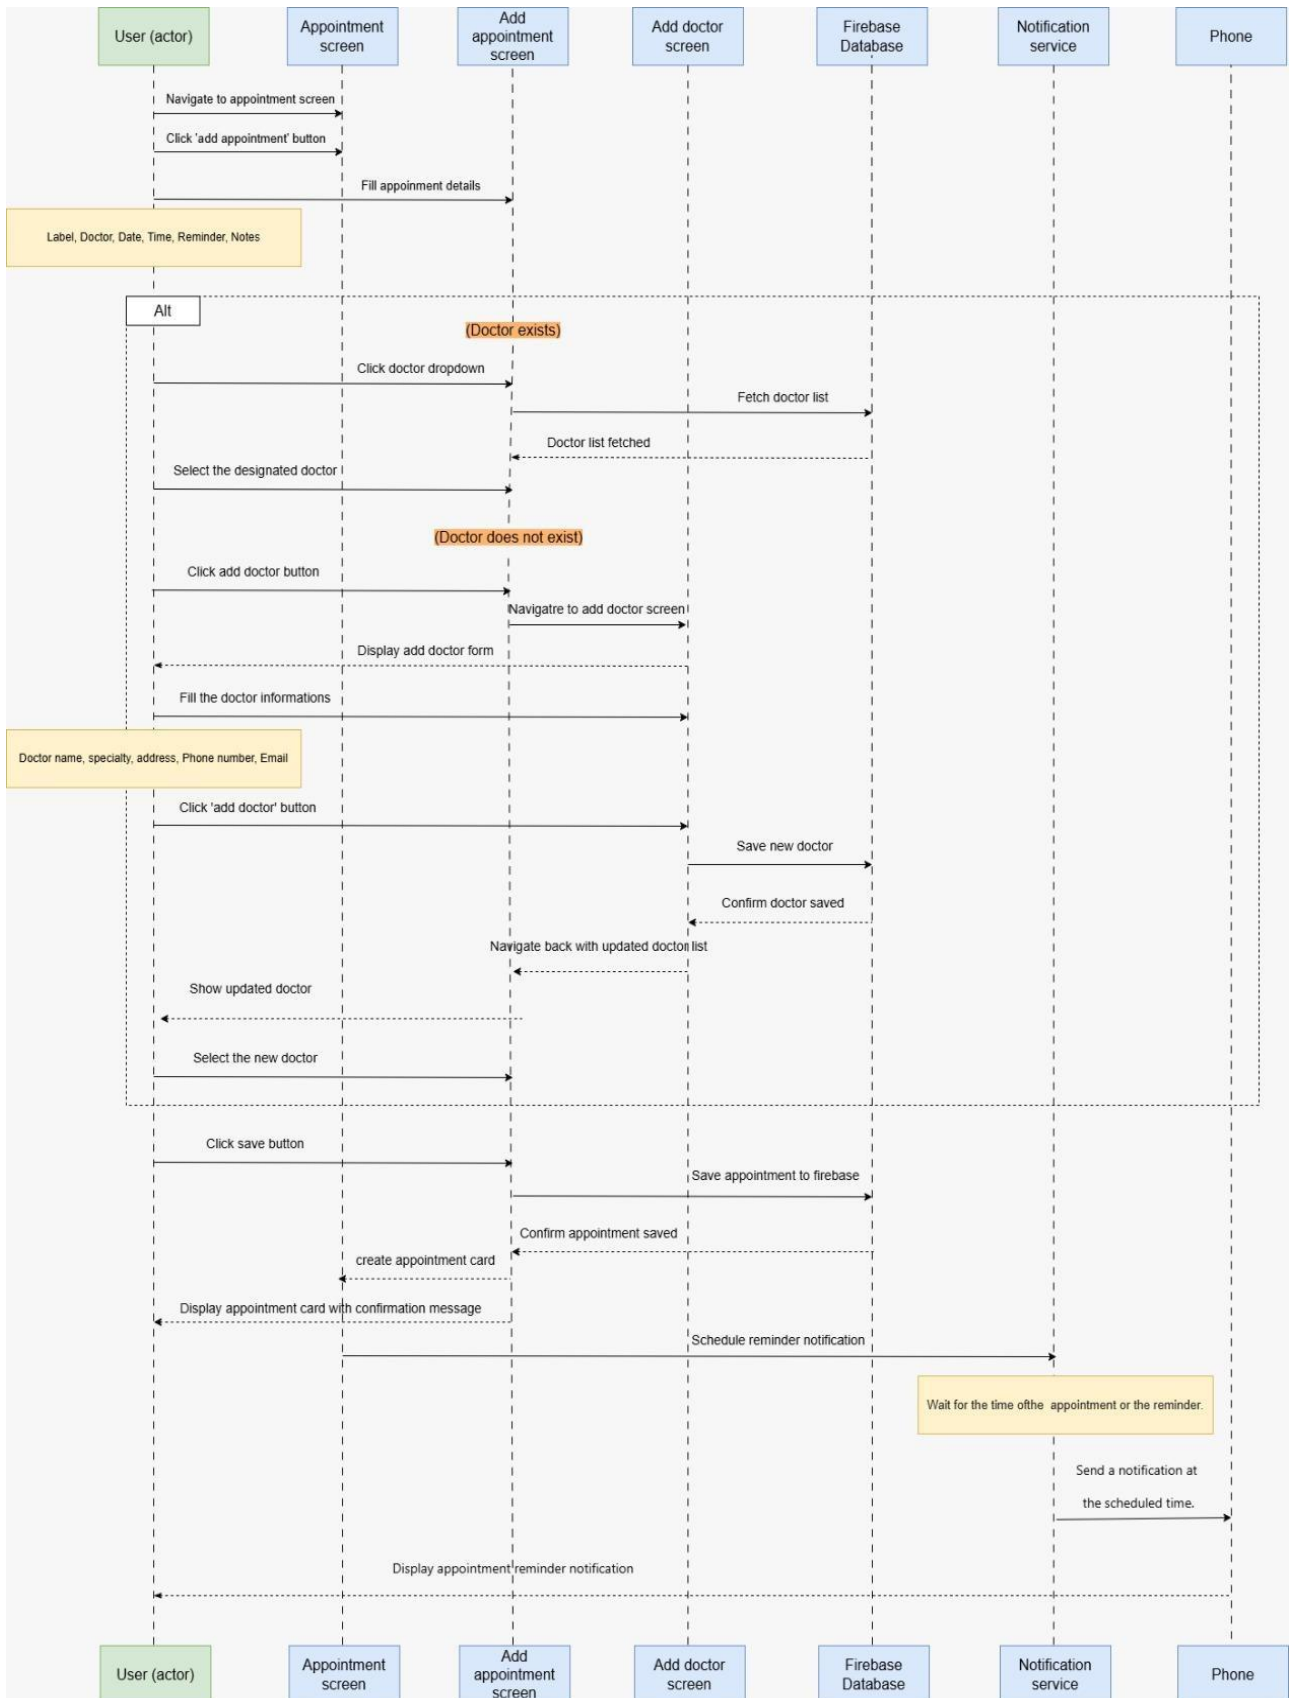 User (actor)
Appointment
screen
Add
appointment
screen
Add doctor
screen
Firebase
Database
Notification
service
Phone
Navigate to appointment screen
Click 'add appointment' button
Fill appoinment details
Label, Doctor, Date, Time, Reminder, Notes
Alt
(Doctor exists)
Click doctor dropdown
Fetch doctor list
Doctor list fetched
Select the designated doctor
(Doctor does not exist)
Click add doctor button
Navigatre to add doctor screen
Display add doctor form
Fill the doctor informations
Doctor name, specialty, address, Phone number, Email
Click 'add doctor' button
Save new doctor
Confirm doctor saved
Navigate back with updated doctor list
Show updated doctor
Select the new doctor
Click save button
Save appointment to firebase
Confirm appointment saved
create appointment card
Display appointment card with confirmation message
Schedule reminder notification
Wait for the time ofthe appointment or the reminder.
Send a notification at
the scheduled time.
Display appointment reminder notification
User (actor)
Appointment
screen
Add
appointment
screen
Add doctor
screen
Firebase
Database
Notification
service
Phone